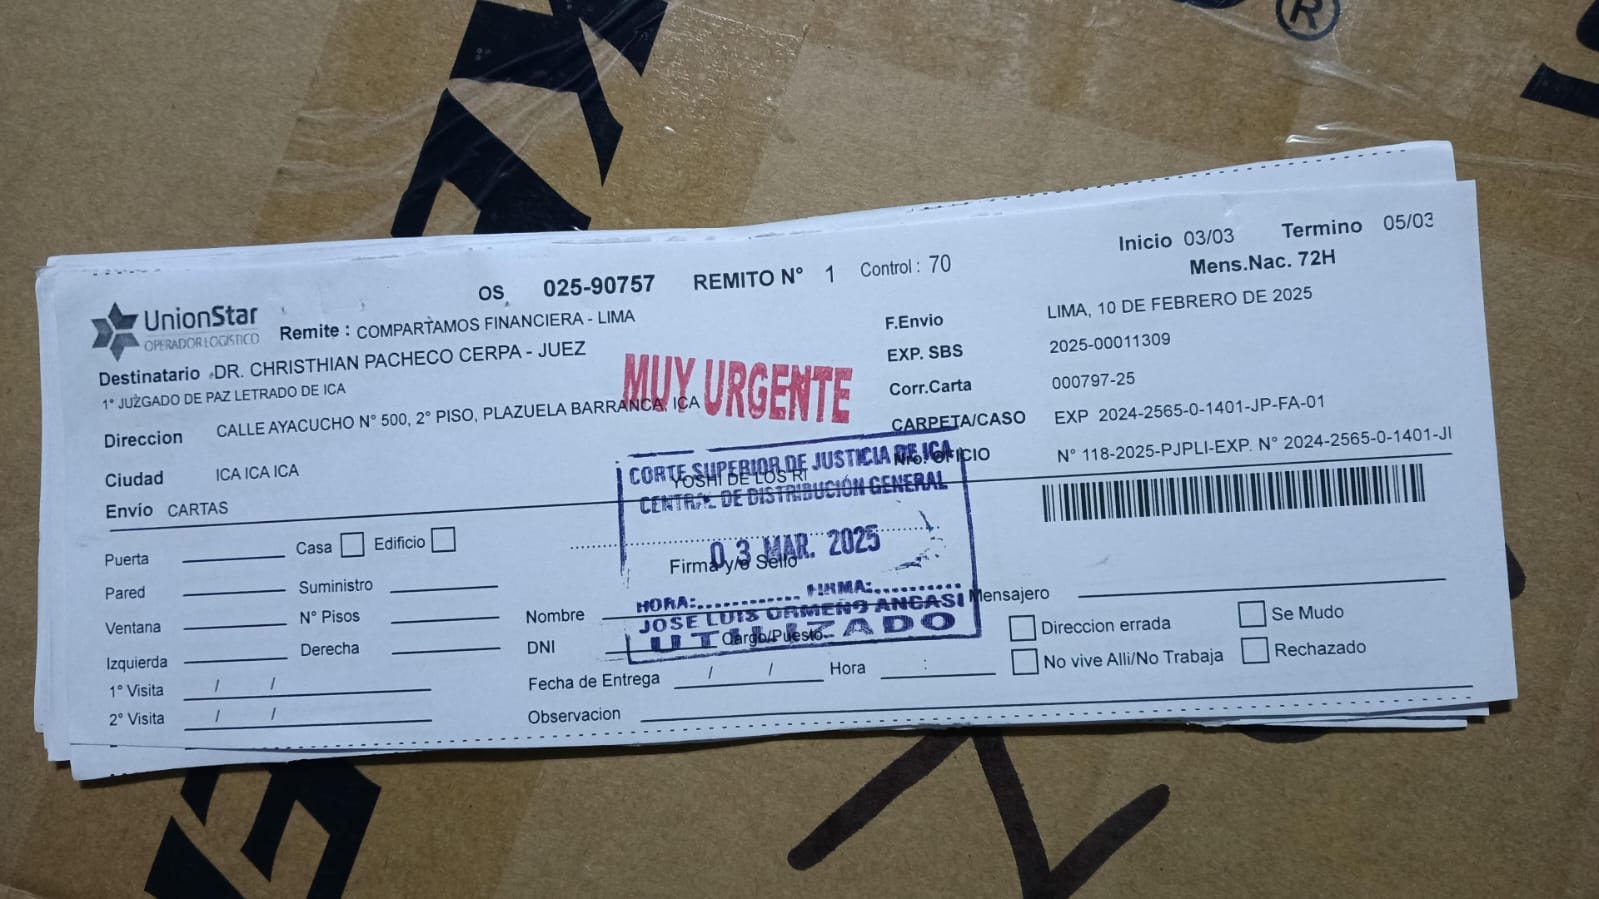 Inicio 03/03 Termino 05/03
OS. 025-90757 REMITO N° 1 Control : 70 Mens.Nac. 72H
UnionStar
OPERADOR LOGISTICO
Remite : COMPARTAMOS FINANCIERA - LIMA
Destinatario DR. CHRISTHIAN PACHECO CERPA - JUEZ
1° JUZGADO DE PAZ LETRADO DE ICA
Direccion CALLE AYACUCHO N° 500, 2° PISO, PLAZUELA BARRANCA, ICA
Ciudad ICA ICA ICA
Envío CARTAS
MUY URGENTE
F.Envio LIMA, 10 DE FEBRERO DE 2025
EXP. SBS 2025-00011309
Corr.Carta 000797-25
CARPETA/CASO EXP 2024-2565-0-1401-JP-FA-01
Nro. OFICIO N° 118-2025-PJPLI-EXP. N° 2024-2565-0-1401-JI
YOSHI DE LOS RI
CORTE SUPERIOR DE JUSTICIA DE ICA
CENTRAL DE DISTRIBUCIÓN GENERAL
03 MAR. 2025
HORA:............ FIRMA:..........
JOSE LUIS ORMEÑO ANCASI
UTILIZADO
Puerta Casa Edificio
Pared Suministro
Ventana N° Pisos
Izquierda Derecha
1° Visita / /
2° Visita / /
Firma y/o Sello
Nombre
DNI Cargo/Puesto
Fecha de Entrega / / Hora :
Observacion
Mensajero
Direccion errada Se Mudo
No vive Alli/No Trabaja Rechazado
®